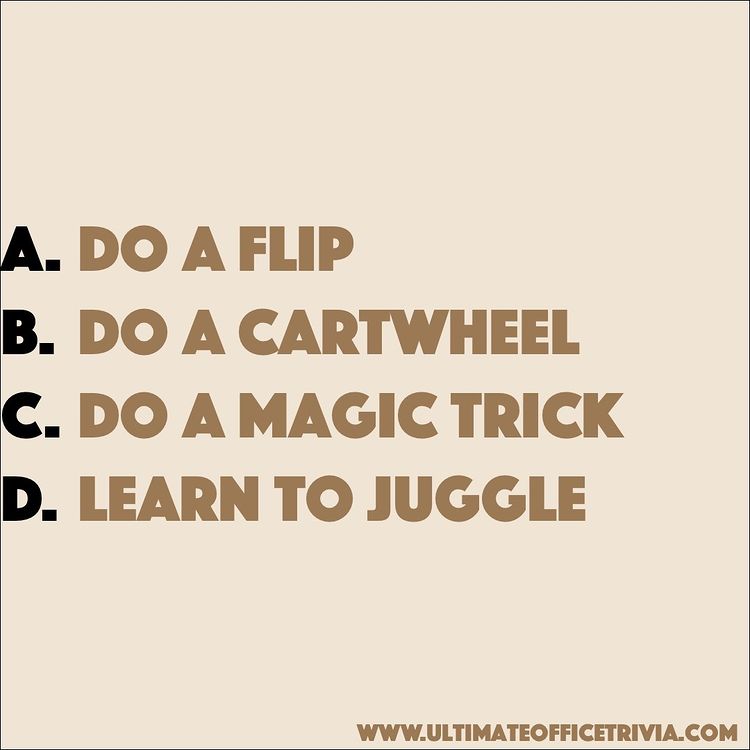 A. DO A FLIP
B. DO A CARTWHEEL
C. DO A MAGIC TRICK
D. LEARN TO JUGGLE
WWW.ULTIMATEOFFICETRIVIA.COM